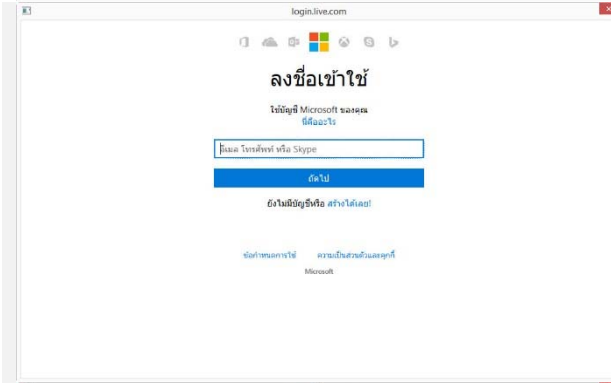 login.live.com
ลงชื่อเข้าใช้
ใช้บัญชี Microsoft ของคุณ
นี่คืออะไร
อีเมล โทรศัพท์ หรือ Skype
ถัดไป
ยังไม่มีบัญชีหรือ สร้างได้เลย!
ข้อกำหนดการใช้ ความเป็นส่วนตัวและคุกกี้
Microsoft